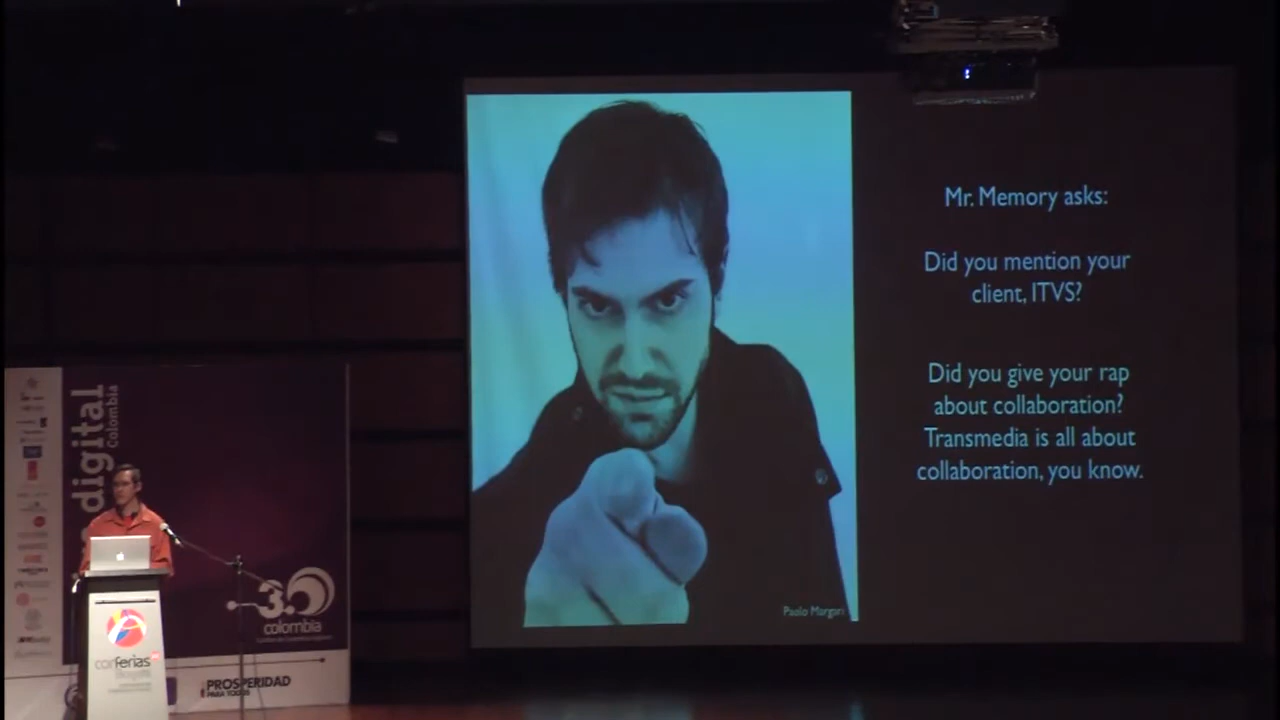 Mr. Memory asks:
Did you mention your
client, ITVS?
Did you give your rap
about collaboration?
Transmedia is all about
collaboration, you know.
Paolo Margari
digital
Colombia
3.0
colombia
conferias
PROSPERIDAD
PARA TODOS